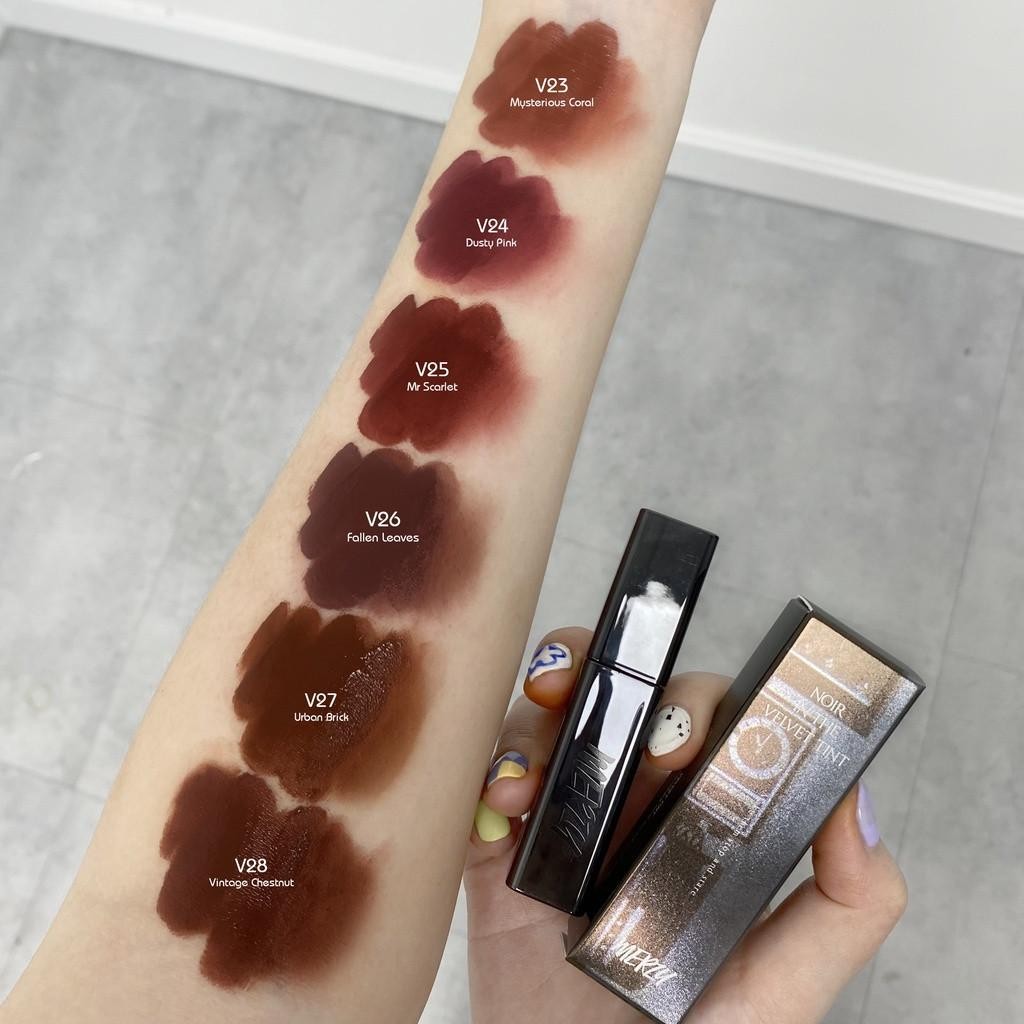 V23
Mysterious Coral
V24
Dusty Pink
V25
Mr Scarlet
V26
Fallen Leaves
V27
Urban Brick
V28
Vintage Chestnut
MERZY
NOIR
IN THE
VELVET TINT
V
MERZY